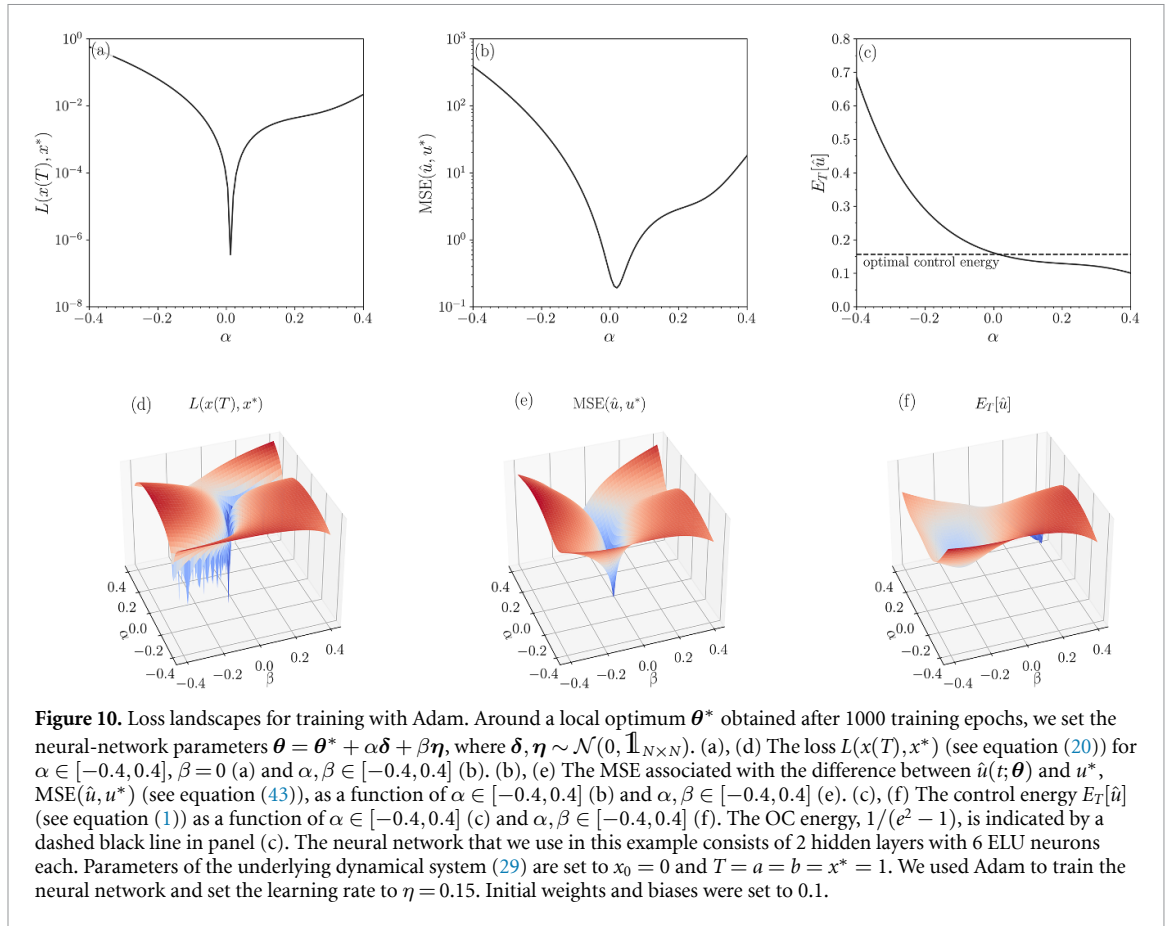 (a)
10⁰
10⁻²
10⁻⁴
10⁻⁶
10⁻⁸
L(x(T), x*)
−0.4 −0.2 0.0 0.2 0.4
α
(b)
10³
10²
10¹
10⁰
10⁻¹
MSE(û, u*)
−0.4 −0.2 0.0 0.2 0.4
α
(c)
0.8
0.7
0.6
0.5
0.4
0.3
0.2
0.1
0.0
E_T[û]
optimal control energy
−0.4 −0.2 0.0 0.2 0.4
α
(d) L(x(T), x*)
0.4
0.2
0.0
−0.2
−0.4
α
−0.4 −0.2 0.0 0.2 0.4
β
(e) MSE(û, u*)
0.4
0.2
0.0
−0.2
−0.4
α
−0.4 −0.2 0.0 0.2 0.4
β
(f) E_T[û]
0.4
0.2
0.0
−0.2
−0.4
α
−0.4 −0.2 0.0 0.2 0.4
β
Figure 10. Loss landscapes for training with Adam. Around a local optimum θ* obtained after 1000 training epochs, we set the
neural-network parameters θ = θ* + αδ + βη, where δ, η ∼ 𝒩(0, 𝟙_{N×N}). (a), (d) The loss L(x(T), x*) (see equation (20)) for
α ∈ [−0.4, 0.4], β = 0 (a) and α, β ∈ [−0.4, 0.4] (b). (b), (e) The MSE associated with the difference between û(t; θ) and u*,
MSE(û, u*) (see equation (43)), as a function of α ∈ [−0.4, 0.4] (b) and α, β ∈ [−0.4, 0.4] (e). (c), (f) The control energy E_T[û]
(see equation (1)) as a function of α ∈ [−0.4, 0.4] (c) and α, β ∈ [−0.4, 0.4] (f). The OC energy, 1/(e² − 1), is indicated by a
dashed black line in panel (c). The neural network that we use in this example consists of 2 hidden layers with 6 ELU neurons
each. Parameters of the underlying dynamical system (29) are set to x₀ = 0 and T = a = b = x* = 1. We used Adam to train the
neural network and set the learning rate to η = 0.15. Initial weights and biases were set to 0.1.